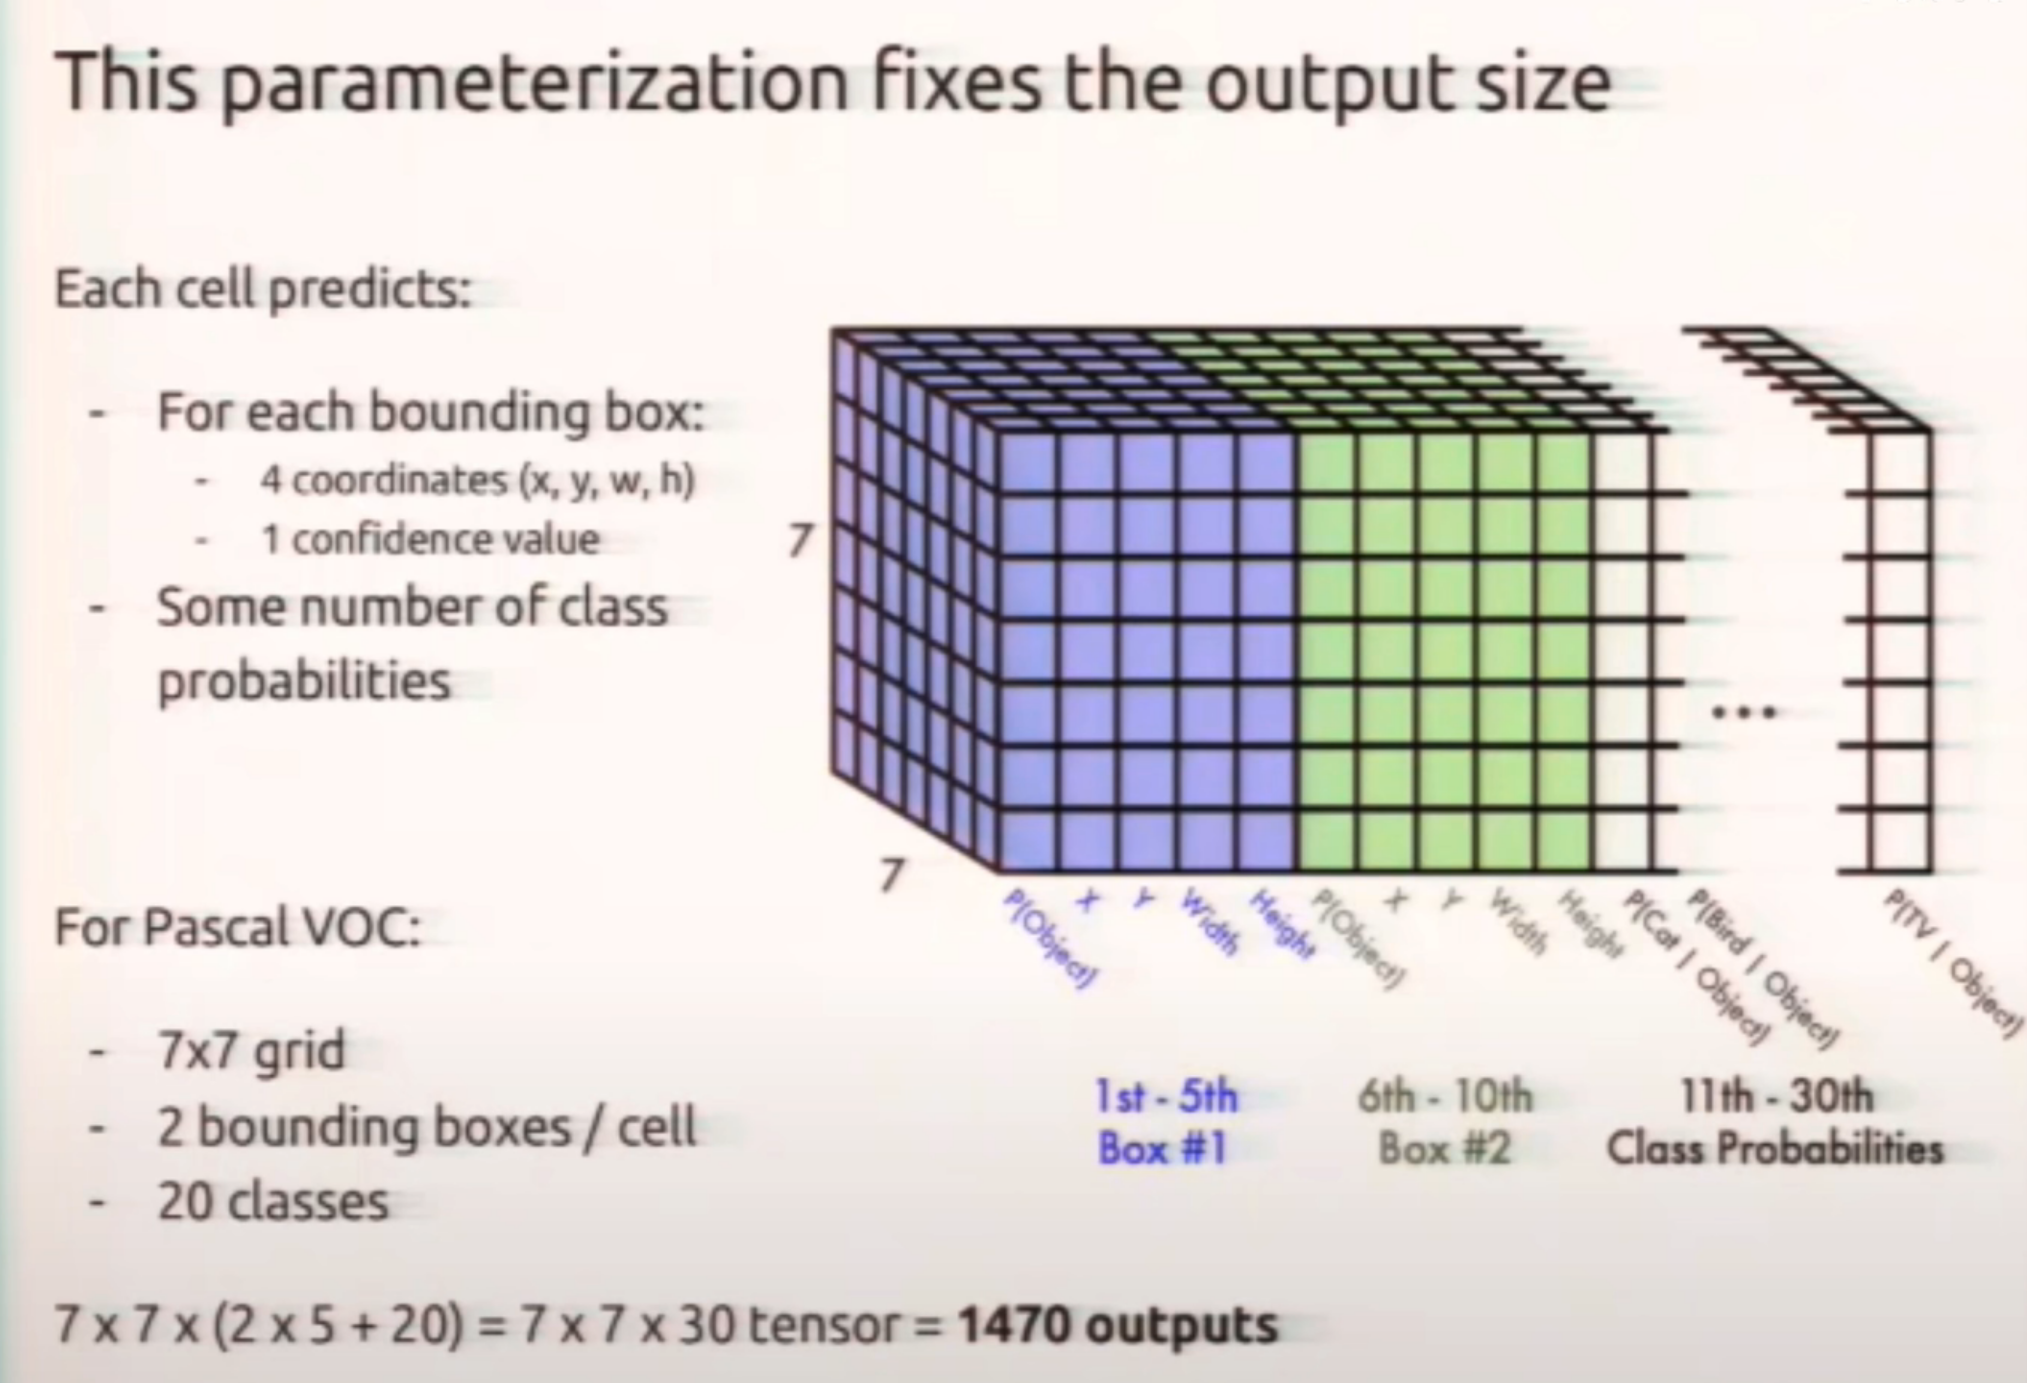 This parameterization fixes the output size
Each cell predicts:
- For each bounding box:
- 4 coordinates (x, y, w, h)
- 1 confidence value
- Some number of class
probabilities
For Pascal VOC:
- 7x7 grid
- 2 bounding boxes / cell
- 20 classes
7 x 7 x (2 x 5 + 20) = 7 x 7 x 30 tensor = 1470 outputs
7
7
P(Object)
X
Y
Width
Height
P(Object)
X
Y
Width
Height
P(Cat | Object)
P(Bird | Object)
...
P(TV | Object)
1st - 5th
Box #1
6th - 10th
Box #2
11th - 30th
Class Probabilities